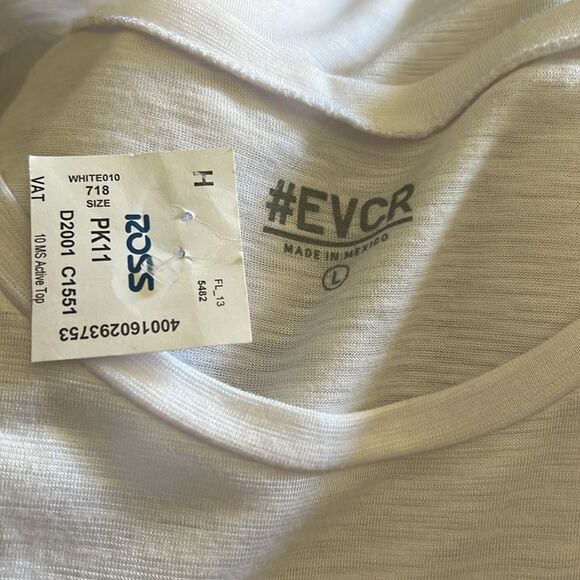 WHITE010
718
SIZE
PK11
ROSS
H
VAT
10 MS Active Top
D2001 C1551
FL_13
5482
400160293753
#EVCR
MADE IN MEXICO
L